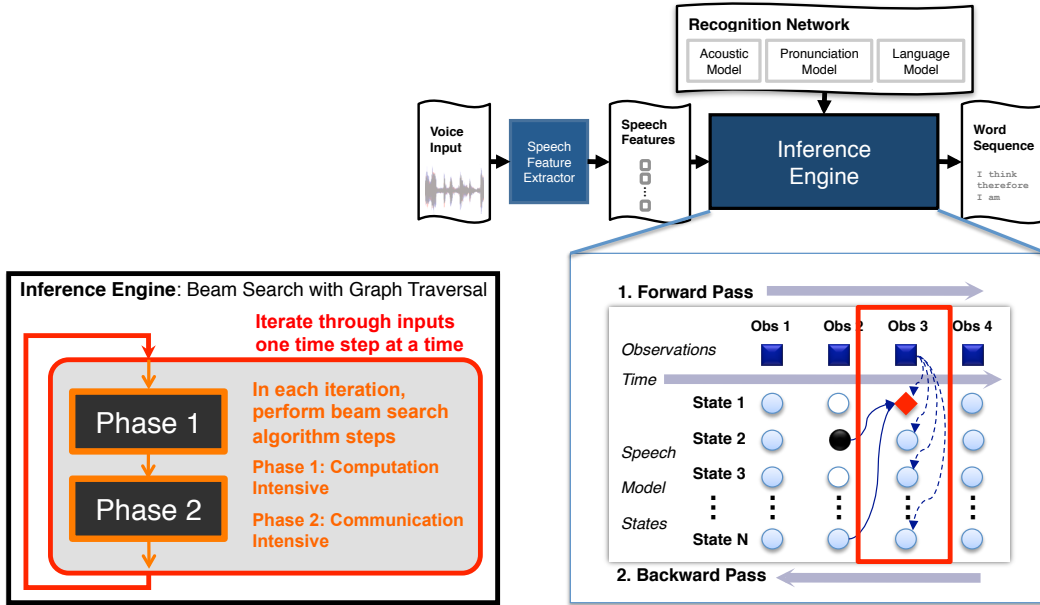 Recognition Network
Acoustic
Model
Pronunciation
Model
Language
Model
Voice
Input
Speech
Feature
Extractor
Speech
Features
Inference
Engine
Word
Sequence
I think
therefore
I am
Inference Engine: Beam Search with Graph Traversal
Iterate through inputs
one time step at a time
In each iteration,
perform beam search
algorithm steps
Phase 1: Computation
Intensive
Phase 2: Communication
Intensive
Phase 1
Phase 2
1. Forward Pass
Obs 1 Obs 2 Obs 3 Obs 4
Observations
Time
State 1
State 2
Speech
State 3
Model
States
State N
2. Backward Pass